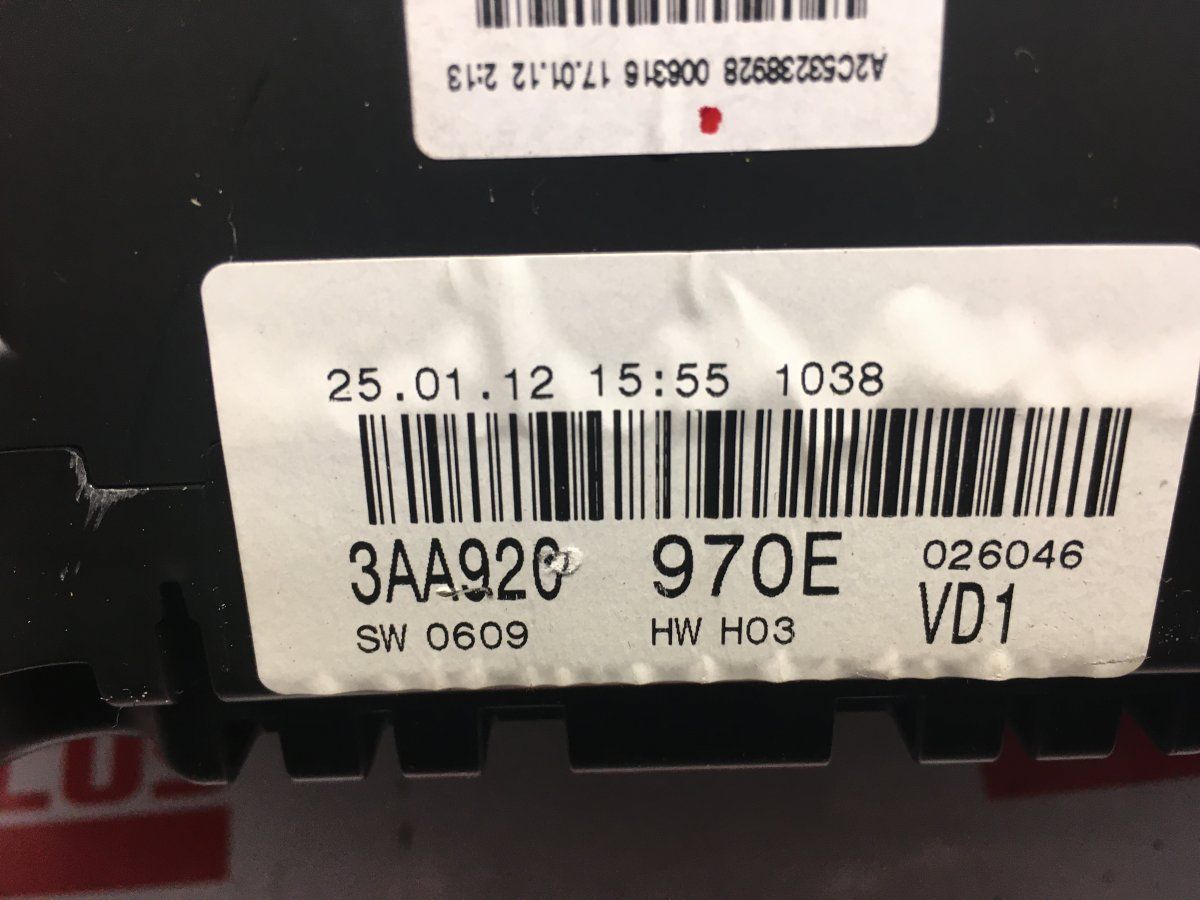 A2C53238928 006316 17.01.12 2:13
25.01.12 15:55 1038
3AA920 970E 026046
SW 0609 HW H03 VD1